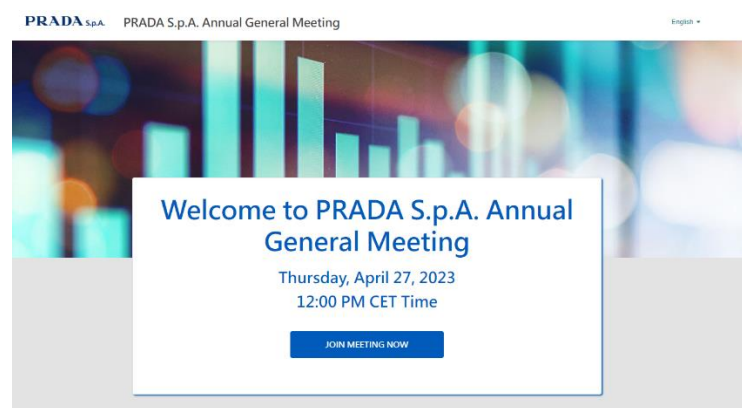 PRADA S.p.A. PRADA S.p.A. Annual General Meeting English
Welcome to PRADA S.p.A. Annual
General Meeting
Thursday, April 27, 2023
12:00 PM CET Time
JOIN MEETING NOW